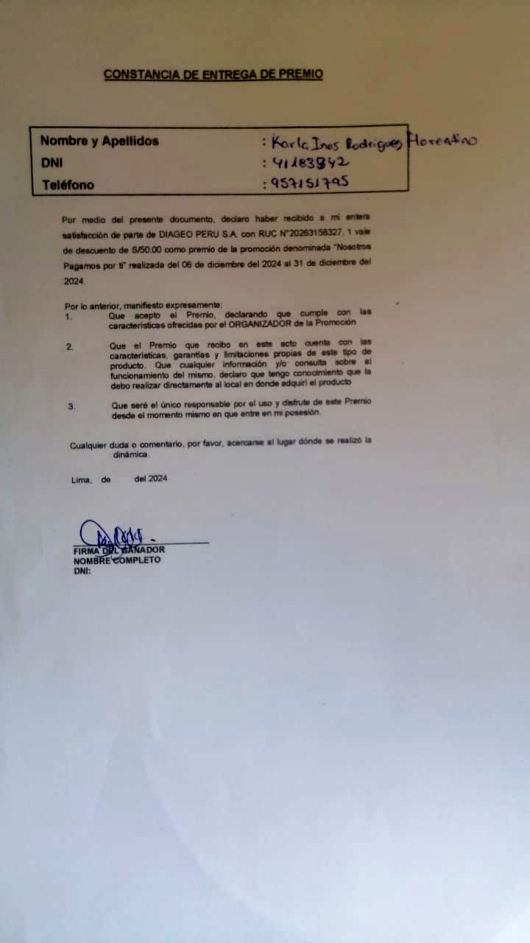 CONSTANCIA DE ENTREGA DE PREMIO
Nombre y Apellidos : Karla Ines Rodrigues Florentino
DNI : 41183842
Teléfono : 957151795
Por medio del presente documento, declaro haber recibido a mi entera
satisfacción de parte de DIAGEO PERU S.A. con RUC N°20263158327, 1 vale
de descuento de S/50.00 como premio de la promoción denominada "Nosotros
Pagamos por ti" realizada del 06 de diciembre del 2024 al 31 de diciembre del
2024.
Por lo anterior, manifiesto expresamente:
1. Que acepto el Premio, declarando que cumple con las
características ofrecidas por el ORGANIZADOR de la Promoción
2. Que el Premio que recibo en este acto cuenta con las
características, garantías y limitaciones propias de este tipo de
producto. Que cualquier información y/o consulta sobre el
funcionamiento del mismo, declaro que tengo conocimiento que la
debo realizar directamente al local en donde adquirí el producto
3. Que seré el único responsable por el uso y disfrute de este Premio
desde el momento mismo en que entre en mi posesión.
Cualquier duda o comentario, por favor, acercarse al lugar dónde se realizó la
dinámica.
Lima, de del 2024
FIRMA DEL GANADOR
NOMBRE COMPLETO
DNI: